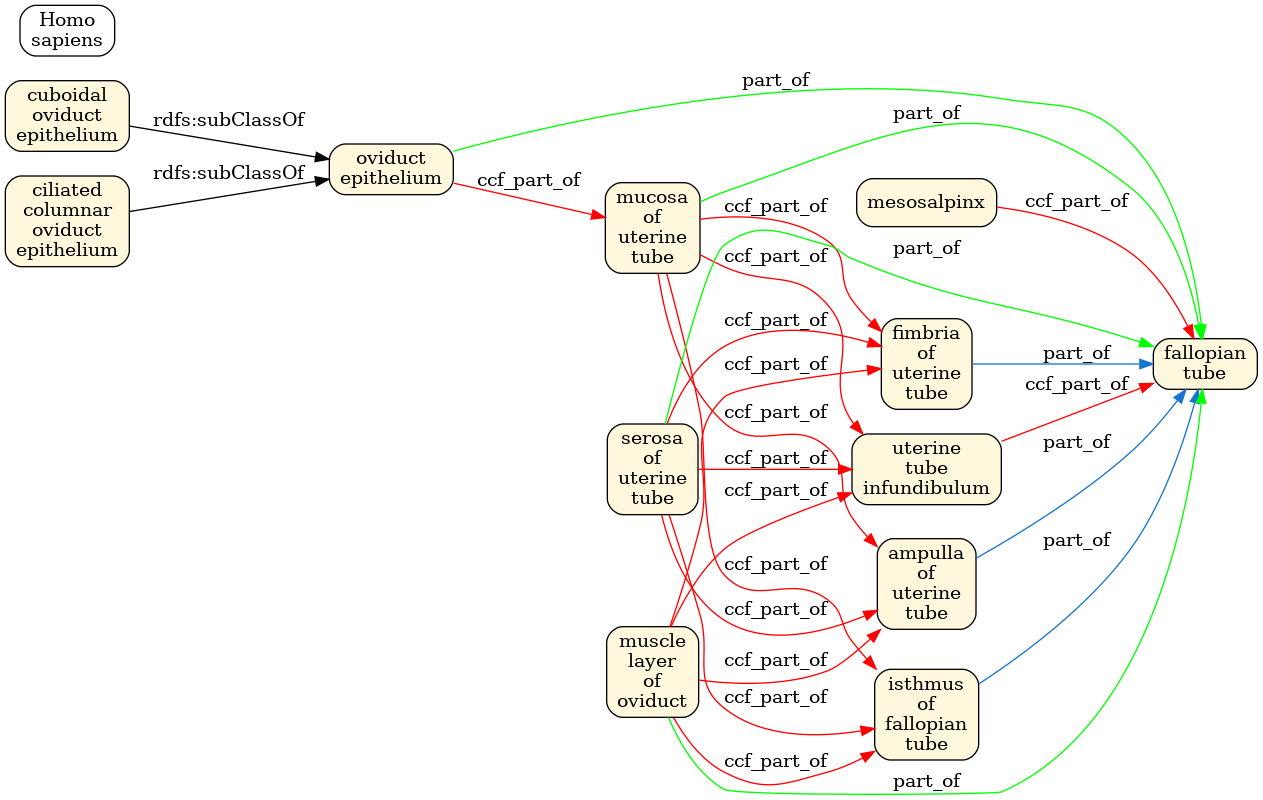 Homo
sapiens
cuboidal
oviduct
epithelium
ciliated
columnar
oviduct
epithelium
rdfs:subClassOf
rdfs:subClassOf
oviduct
epithelium
part_of
ccf_part_of
mucosa
of
uterine
tube
serosa
of
uterine
tube
muscle
layer
of
oviduct
part_of
ccf_part_of
ccf_part_of
ccf_part_of
ccf_part_of
ccf_part_of
ccf_part_of
ccf_part_of
ccf_part_of
ccf_part_of
ccf_part_of
ccf_part_of
ccf_part_of
part_of
part_of
mesosalpinx
fimbria
of
uterine
tube
uterine
tube
infundibulum
ampulla
of
uterine
tube
isthmus
of
fallopian
tube
ccf_part_of
part_of
ccf_part_of
part_of
part_of
fallopian
tube